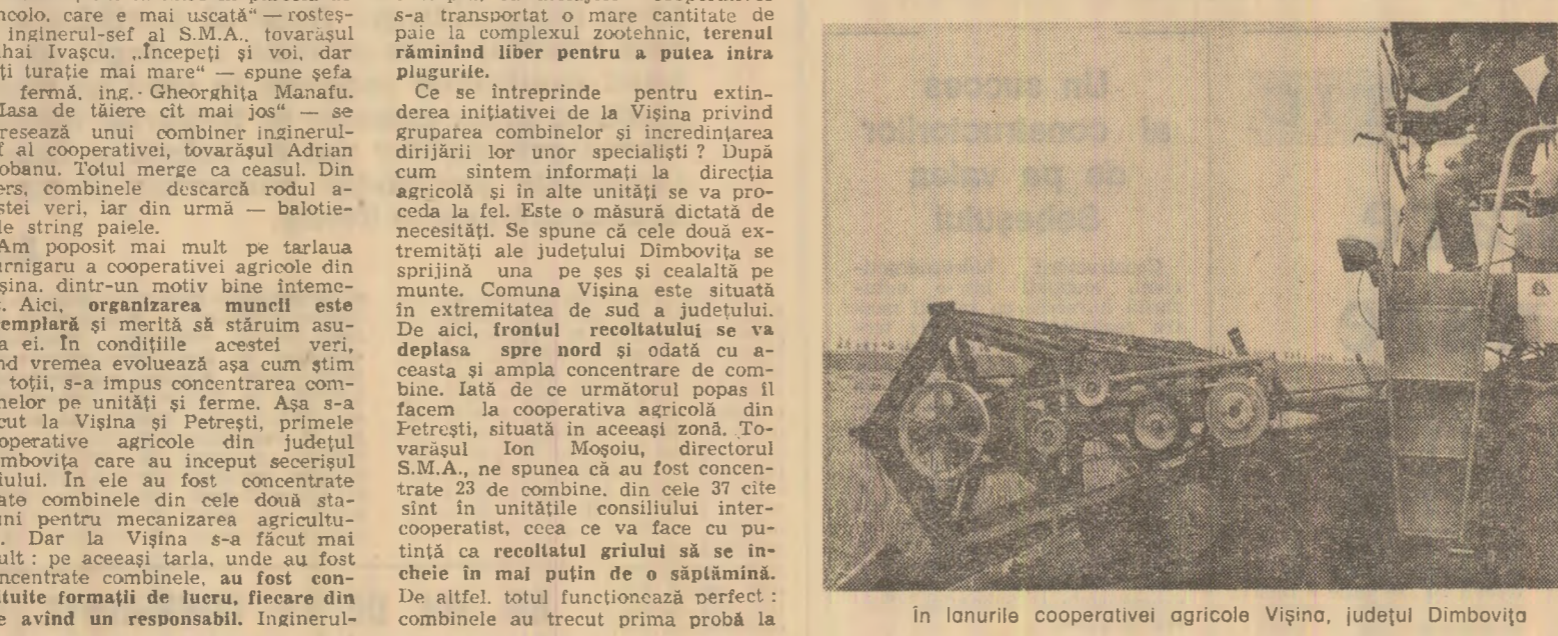 ncolo, care e mai uscată“ — rosteș-
inginerul-sef al S.M.A., tovarășul
hai Ivașcu. „Începeți și voi, dar
ți turație mai mare“ — spune șefa
fermă, ing. Gheorghița Manafu.
lasa de tăiere cît mai jos“ — se
resează unui combiner inginerul-
f al cooperativei, tovarășul Adrian
obanu. Totul merge ca ceasul. Din
ers, combinele descarcă rodul a-
stei veri, iar din urmă — balotie-
le string paiele.
Am poposit mai mult pe tarlaua
urnigaru a cooperativei agricole din
șina, dintr-un motiv bine înteme-
. Aici, organizarea muncii este
emplară și merită să stăruim asu-
a ei. În condițiile acestei veri,
nd vremea evoluează așa cum știm
toții, s-a impus concentrarea com-
nelor pe unități și ferme. Așa s-a
cut la Vișina și Petrești, primele
operative agricole din județul
mbovița care au inceput secerișul
iului. În ele au fost concentrate
ate combinele din cele două sta-
uni pentru mecanizarea agricultu-
. Dar la Vișina s-a făcut mai
ult : pe aceeași tarla, unde au fost
ncentrate combinele, au fost con-
tuite formații de lucru, fiecare din
e avînd un responsabil. Inginerul-
s-a transportat o mare cantitate de
paie la complexul zootehnic, terenul
rămînînd liber pentru a putea intra
plugurile.
Ce se întreprinde pentru extin-
derea inițiativei de la Vișina privind
gruparea combinelor și incredințarea
dirijării lor unor specialiști ? După
cum sintem informați la direcția
agricolă și în alte unități se va pro-
ceda la fel. Este o măsură dictată de
necesități. Se spune că cele două ex-
tremități ale județului Dîmbovița se
sprijină una pe șes și cealaltă pe
munte. Comuna Vișina este situată
în extremitatea de sud a județului.
De aici, frontul recoltatului se va
deplasa spre nord și odată cu a-
ceasta și ampla concentrare de com-
bine. Iată de ce următorul popas îl
facem la cooperativa agricolă din
Petrești, situată in aceeași zonă. To-
varășul Ion Moșoiu, directorul
S.M.A., ne spunea că au fost concen-
trate 23 de combine, din cele 37 cite
sînt în unitățile consiliului inter-
cooperatist, ceea ce va face cu pu-
tință ca recoltatul griului să se în-
cheie în mai puțin de o săptămînă.
De altfel, totul funcționează perfect :
combinele au trecut prima probă la
în lanurile cooperativei agricole Vișina, județul Dîmbovița